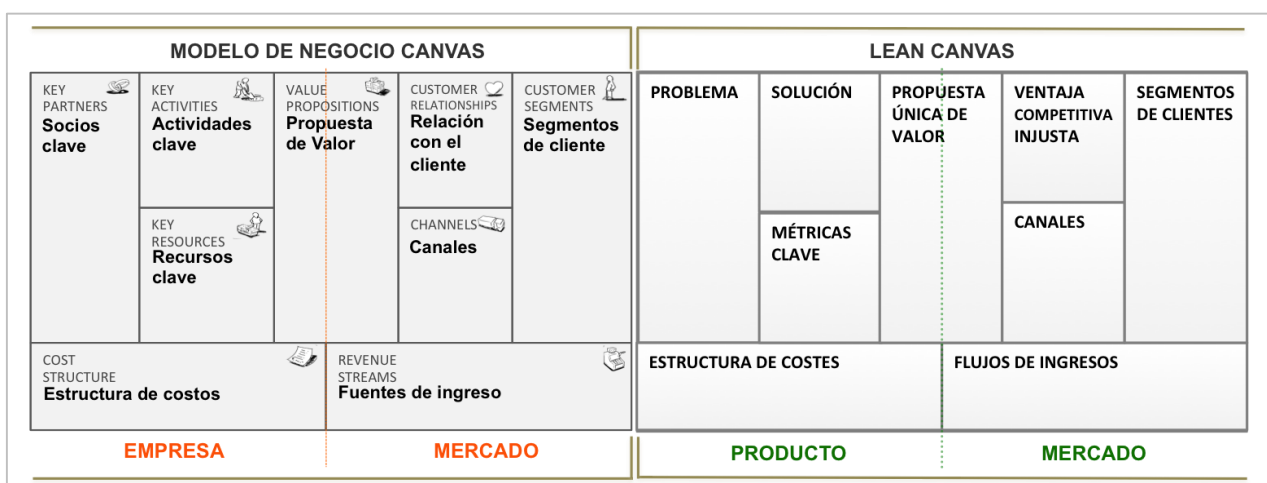 MODELO DE NEGOCIO CANVAS
KEY
PARTNERS
Socios
clave
KEY
ACTIVITIES
Actividades
clave
KEY
RESOURCES
Recursos
clave
VALUE
PROPOSITIONS
Propuesta
de Valor
CUSTOMER
RELATIONSHIPS
Relación
con el
cliente
CHANNELS
Canales
CUSTOMER
SEGMENTS
Segmentos
de cliente
COST
STRUCTURE
Estructura de costos
REVENUE
STREAMS
Fuentes de ingreso
EMPRESA
MERCADO
LEAN CANVAS
PROBLEMA
SOLUCIÓN
MÉTRICAS
CLAVE
PROPUESTA
ÚNICA DE
VALOR
VENTAJA
COMPETITIVA
INJUSTA
CANALES
SEGMENTOS
DE CLIENTES
ESTRUCTURA DE COSTES
FLUJOS DE INGRESOS
PRODUCTO
MERCADO